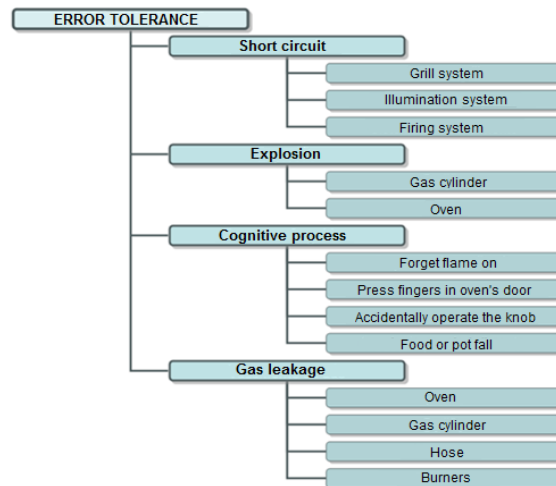 ERROR TOLERANCE
Short circuit
Grill system
Illumination system
Firing system
Explosion
Gas cylinder
Oven
Cognitive process
Forget flame on
Press fingers in oven's door
Accidentally operate the knob
Food or pot fall
Gas leakage
Oven
Gas cylinder
Hose
Burners